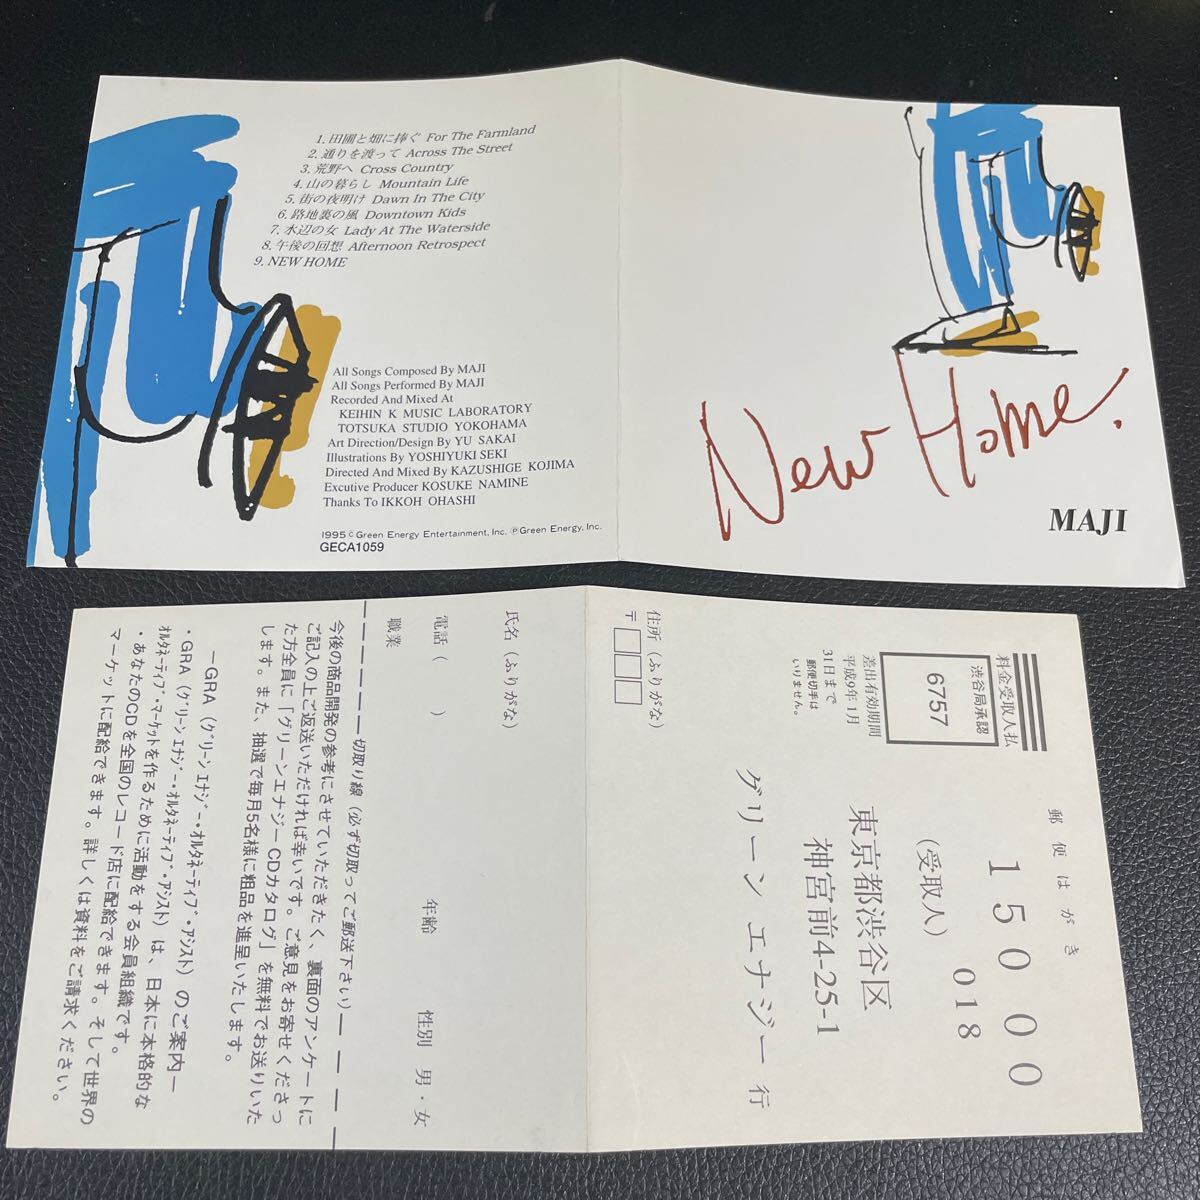 1. 田圃と畑に捧ぐ For The Farmland
2. 通りを渡って Across The Street
3. 荒野へ Cross Country
4. 山の暮らし Mountain Life
5. 街の夜明け Dawn In The City
6. 路地裏の風 Downtown Kids
7. 水辺の女 Lady At The Waterside
8. 午後の回想 Afternoon Retrospect
9. NEW HOME
All Songs Composed By MAJI
All Songs Performed By MAJI
Recorded And Mixed At
KEIHIN K MUSIC LABORATORY
TOTSUKA STUDIO YOKOHAMA
Art Direction/Design By YU SAKAI
Illustrations By YOSHIYUKI SEKI
Directed And Mixed By KAZUSHIGE KOJIMA
Excutive Producer KOSUKE NAMINE
Thanks To IKKOH OHASHI
1995 © Green Energy Entertainment, Inc. ℗Green Energy, Inc.
GECA1059
New Home.
MAJI
郵便はがき
150 00
018
(受取人)
東京都渋谷区
神宮前4-25-1
グリーン エナジー 行
料金受取人払
渋谷局承認
6757
差出有効期間
平成9年1月
31日まで
郵便切手は
いりません。
住所 (ふりがな)
〒
氏名 (ふりがな)
電話 ( )
年齢
性別 男・女
職業
切取り線 (必ず切取ってご郵送下さい)
今後の商品開発の参考にさせていただきたく、裏面のアンケートに
ご記入の上ご返送いただければ幸いです。ご意見をお寄せくださっ
た方全員に「グリーンエナジーCDカタログ」を無料でお送りいた
します。また、抽選で毎月5名様に粗品を進呈いたします。
―GRA (グリーンエナジー・オルタネーティブ・アシスト) のご案内―
・GRA (グリーンエナジー・オルタネーティブ・アシスト) は、日本に本格的な
オルタネーティブ・マーケットを作るために活動をする会員組織です。
・あなたのCDを全国のレコード店に配給できます。そして世界の
マーケットに配給できます。詳しくは資料をご請求ください。